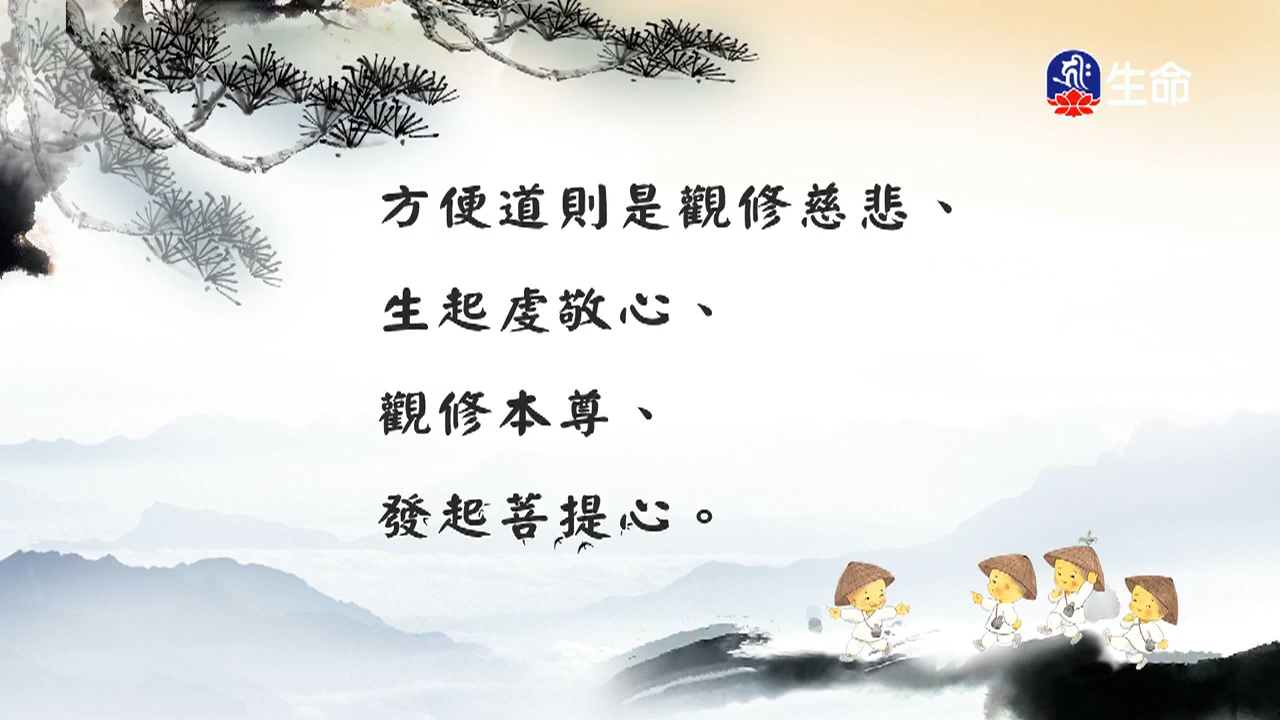 生命
方便道則是觀修慈悲、
生起虔敬心、
觀修本尊、
發起菩提心。